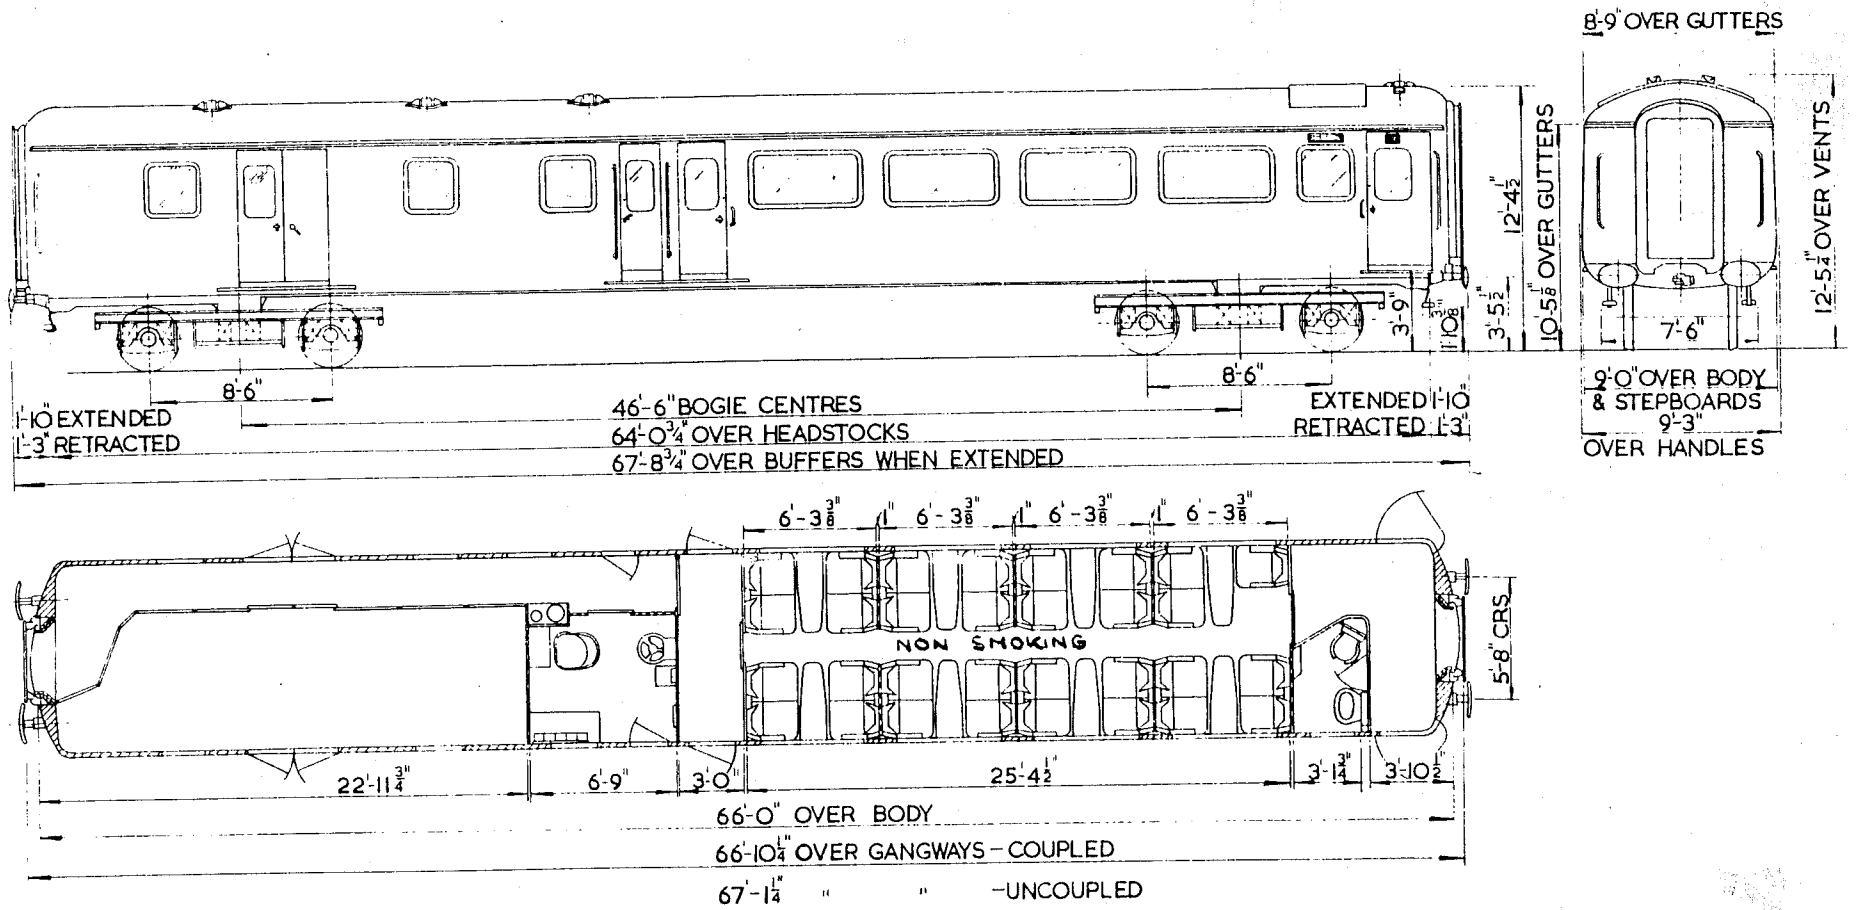 8'-9" OVER GUTTERS
12'-4½"
10'-5⅛" OVER GUTTERS
12'-5¼" OVER VENTS
3'-9"
1'-10⅜"
3'-5½"
7'-6"
8'-6"
8'-6"
9'-0" OVER BODY
& STEPBOARDS
9'-3"
OVER HANDLES
1'-10" EXTENDED
1'-3" RETRACTED
46'-6" BOGIE CENTRES
64'-0¾" OVER HEADSTOCKS
67'-8¾" OVER BUFFERS WHEN EXTENDED
EXTENDED 1'-10"
RETRACTED 1'-3"
6'-3⅜" 1" 6'-3⅜" 1" 6'-3⅜" 1" 6'-3⅜"
NON SMOKING
5'-8" CRS
22'-11¾" 6'-9" 3'-0" 25'-4½" 3'-1¾" 3'-10½"
66'-0" OVER BODY
66'-10¼" OVER GANGWAYS - COUPLED
67'-1¼" " " -UNCOUPLED